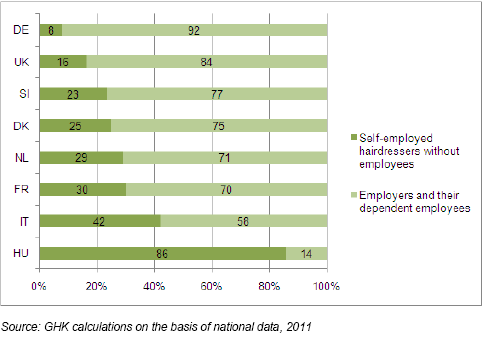 DE 8 92
UK 16 84
SI 23 77
DK 25 75
NL 29 71
FR 30 70
IT 42 58
HU 86 14
0% 20% 40% 60% 80% 100%
Self-employed
hairdressers without
employees
Employers and their
dependent employees
Source: GHK calculations on the basis of national data, 2011